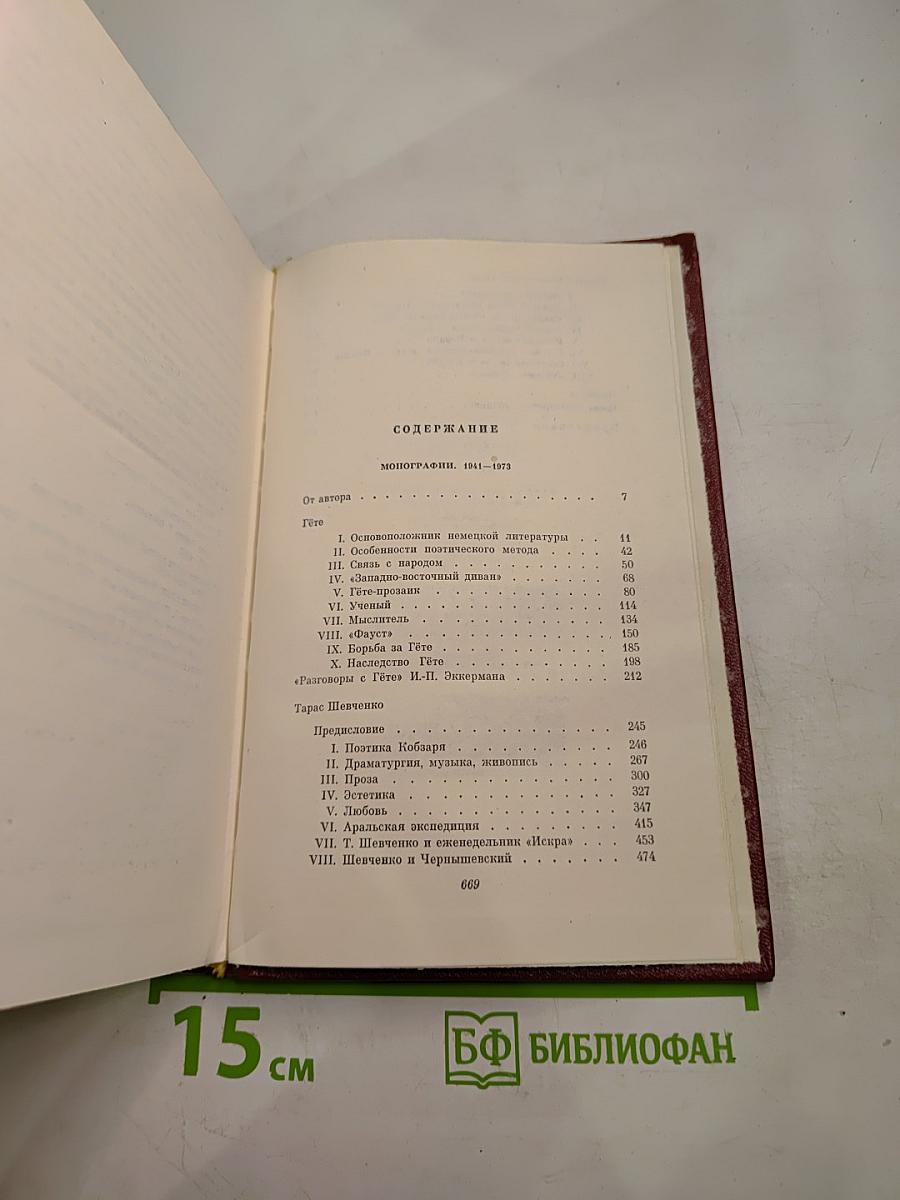 СОДЕРЖАНИЕ
МОНОГРАФИИ. 1941—1973
От автора . . . . . . . . . . . . . . . . . . . 7
Гёте
I. Основоположник немецкой литературы . . 11
II. Особенности поэтического метода . . . . 42
III. Связь с народом . . . . . . . . . . . . 50
IV. «Западно-восточный диван» . . . . . . . 68
V. Гёте-прозаик . . . . . . . . . . . . . 80
VI. Ученый . . . . . . . . . . . . . . . . 114
VII. Мыслитель . . . . . . . . . . . . . . 134
VIII. «Фауст» . . . . . . . . . . . . . . . 150
IX. Борьба за Гёте . . . . . . . . . . . . . 185
X. Наследство Гёте . . . . . . . . . . . . 198
«Разговоры с Гёте» И.-П. Эккермана . . . . . . . 212
Тарас Шевченко
Предисловие . . . . . . . . . . . . . . . 245
I. Поэтика Кобзаря . . . . . . . . . . . 246
II. Драматургия, музыка, живопись . . . . . 267
III. Проза . . . . . . . . . . . . . . . . 300
IV. Эстетика . . . . . . . . . . . . . . 327
V. Любовь . . . . . . . . . . . . . . . 347
VI. Аральская экспедиция . . . . . . . . . 415
VII. Т. Шевченко и еженедельник «Искра» . . . 453
VIII. Шевченко и Чернышевский . . . . . . . 474
669
15 см
БФ БИБЛИОФАН